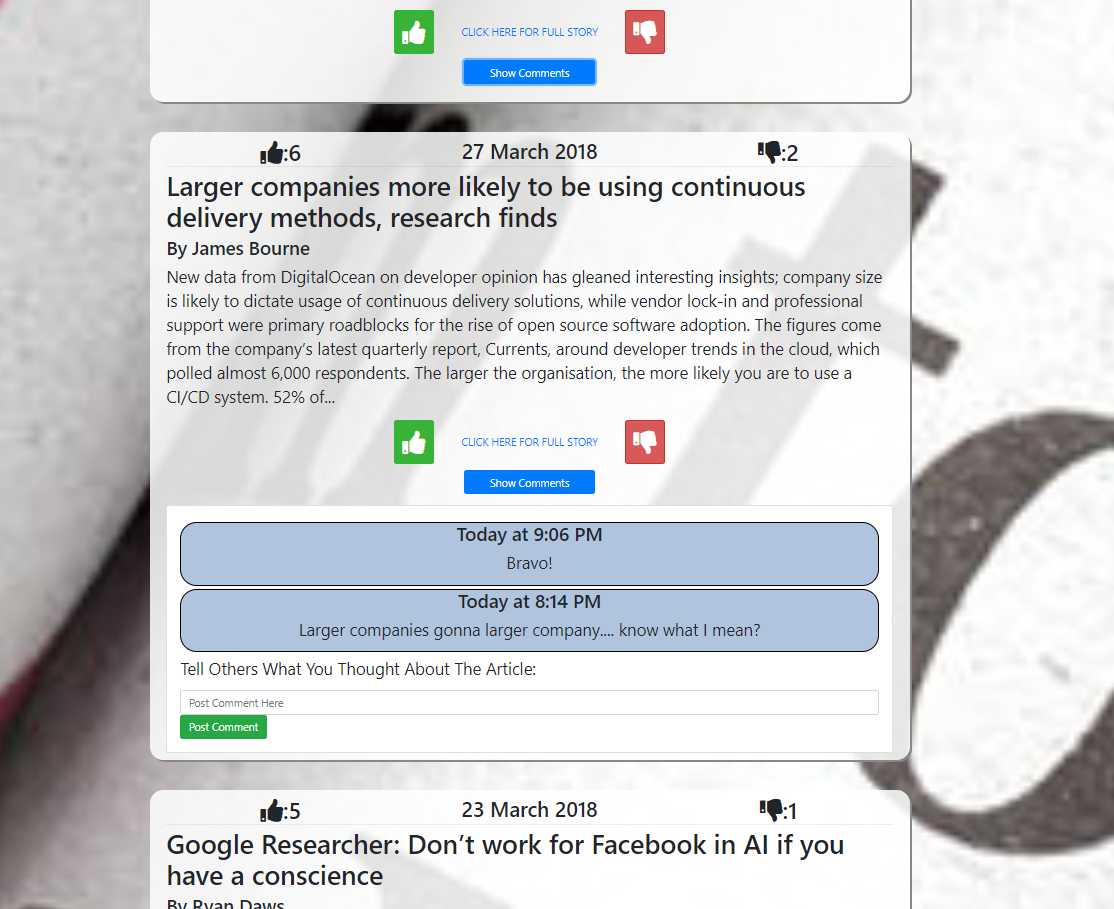 CLICK HERE FOR FULL STORY
Show Comments
:6
27 March 2018
:2
Larger companies more likely to be using continuous
delivery methods, research finds
By James Bourne
New data from DigitalOcean on developer opinion has gleaned interesting insights; company size
is likely to dictate usage of continuous delivery solutions, while vendor lock-in and professional
support were primary roadblocks for the rise of open source software adoption. The figures come
from the company’s latest quarterly report, Currents, around developer trends in the cloud, which
polled almost 6,000 respondents. The larger the organisation, the more likely you are to use a
CI/CD system. 52% of...
CLICK HERE FOR FULL STORY
Show Comments
Today at 9:06 PM
Bravo!
Today at 8:14 PM
Larger companies gonna larger company.... know what I mean?
Tell Others What You Thought About The Article:
Post Comment Here
Post Comment
:5
23 March 2018
:1
Google Researcher: Don’t work for Facebook in AI if you
have a conscience
By Ryan Daws